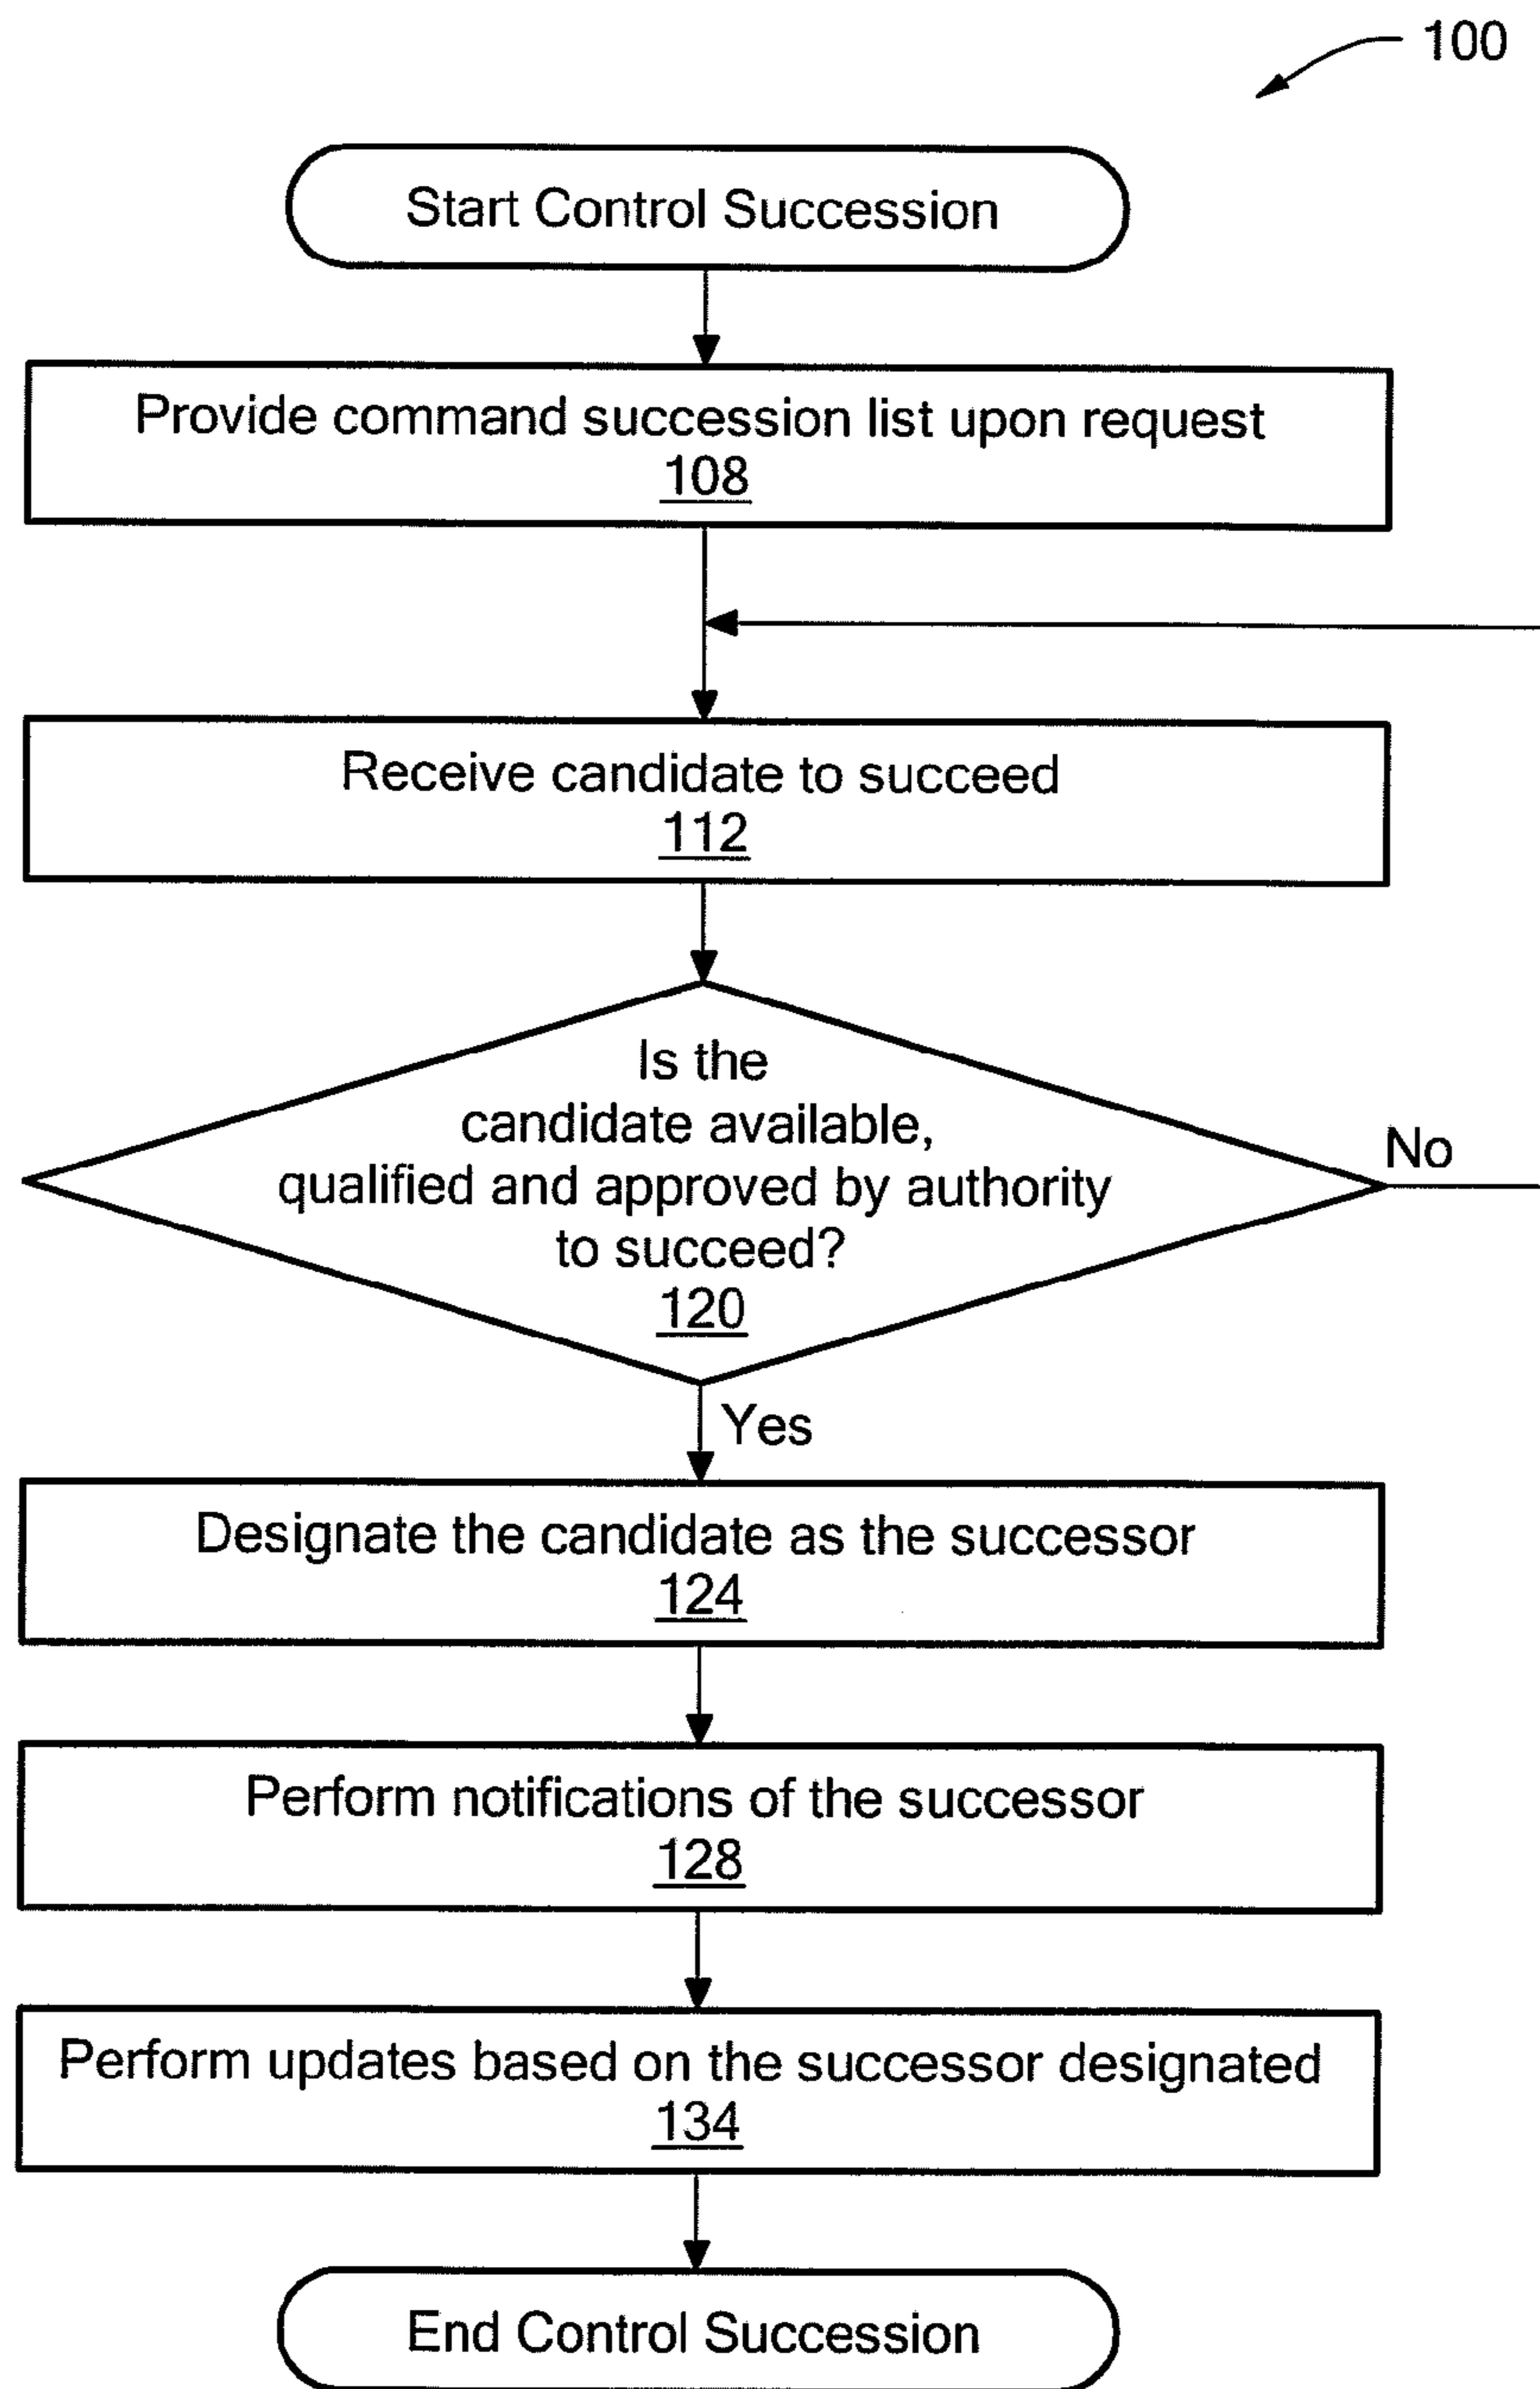 100
Start Control Succession
Provide command succession list upon request
108
Receive candidate to succeed
112
Is the
candidate available,
qualified and approved by authority
to succeed?
120
No
Yes
Designate the candidate as the successor
124
Perform notifications of the successor
128
Perform updates based on the successor designated
134
End Control Succession